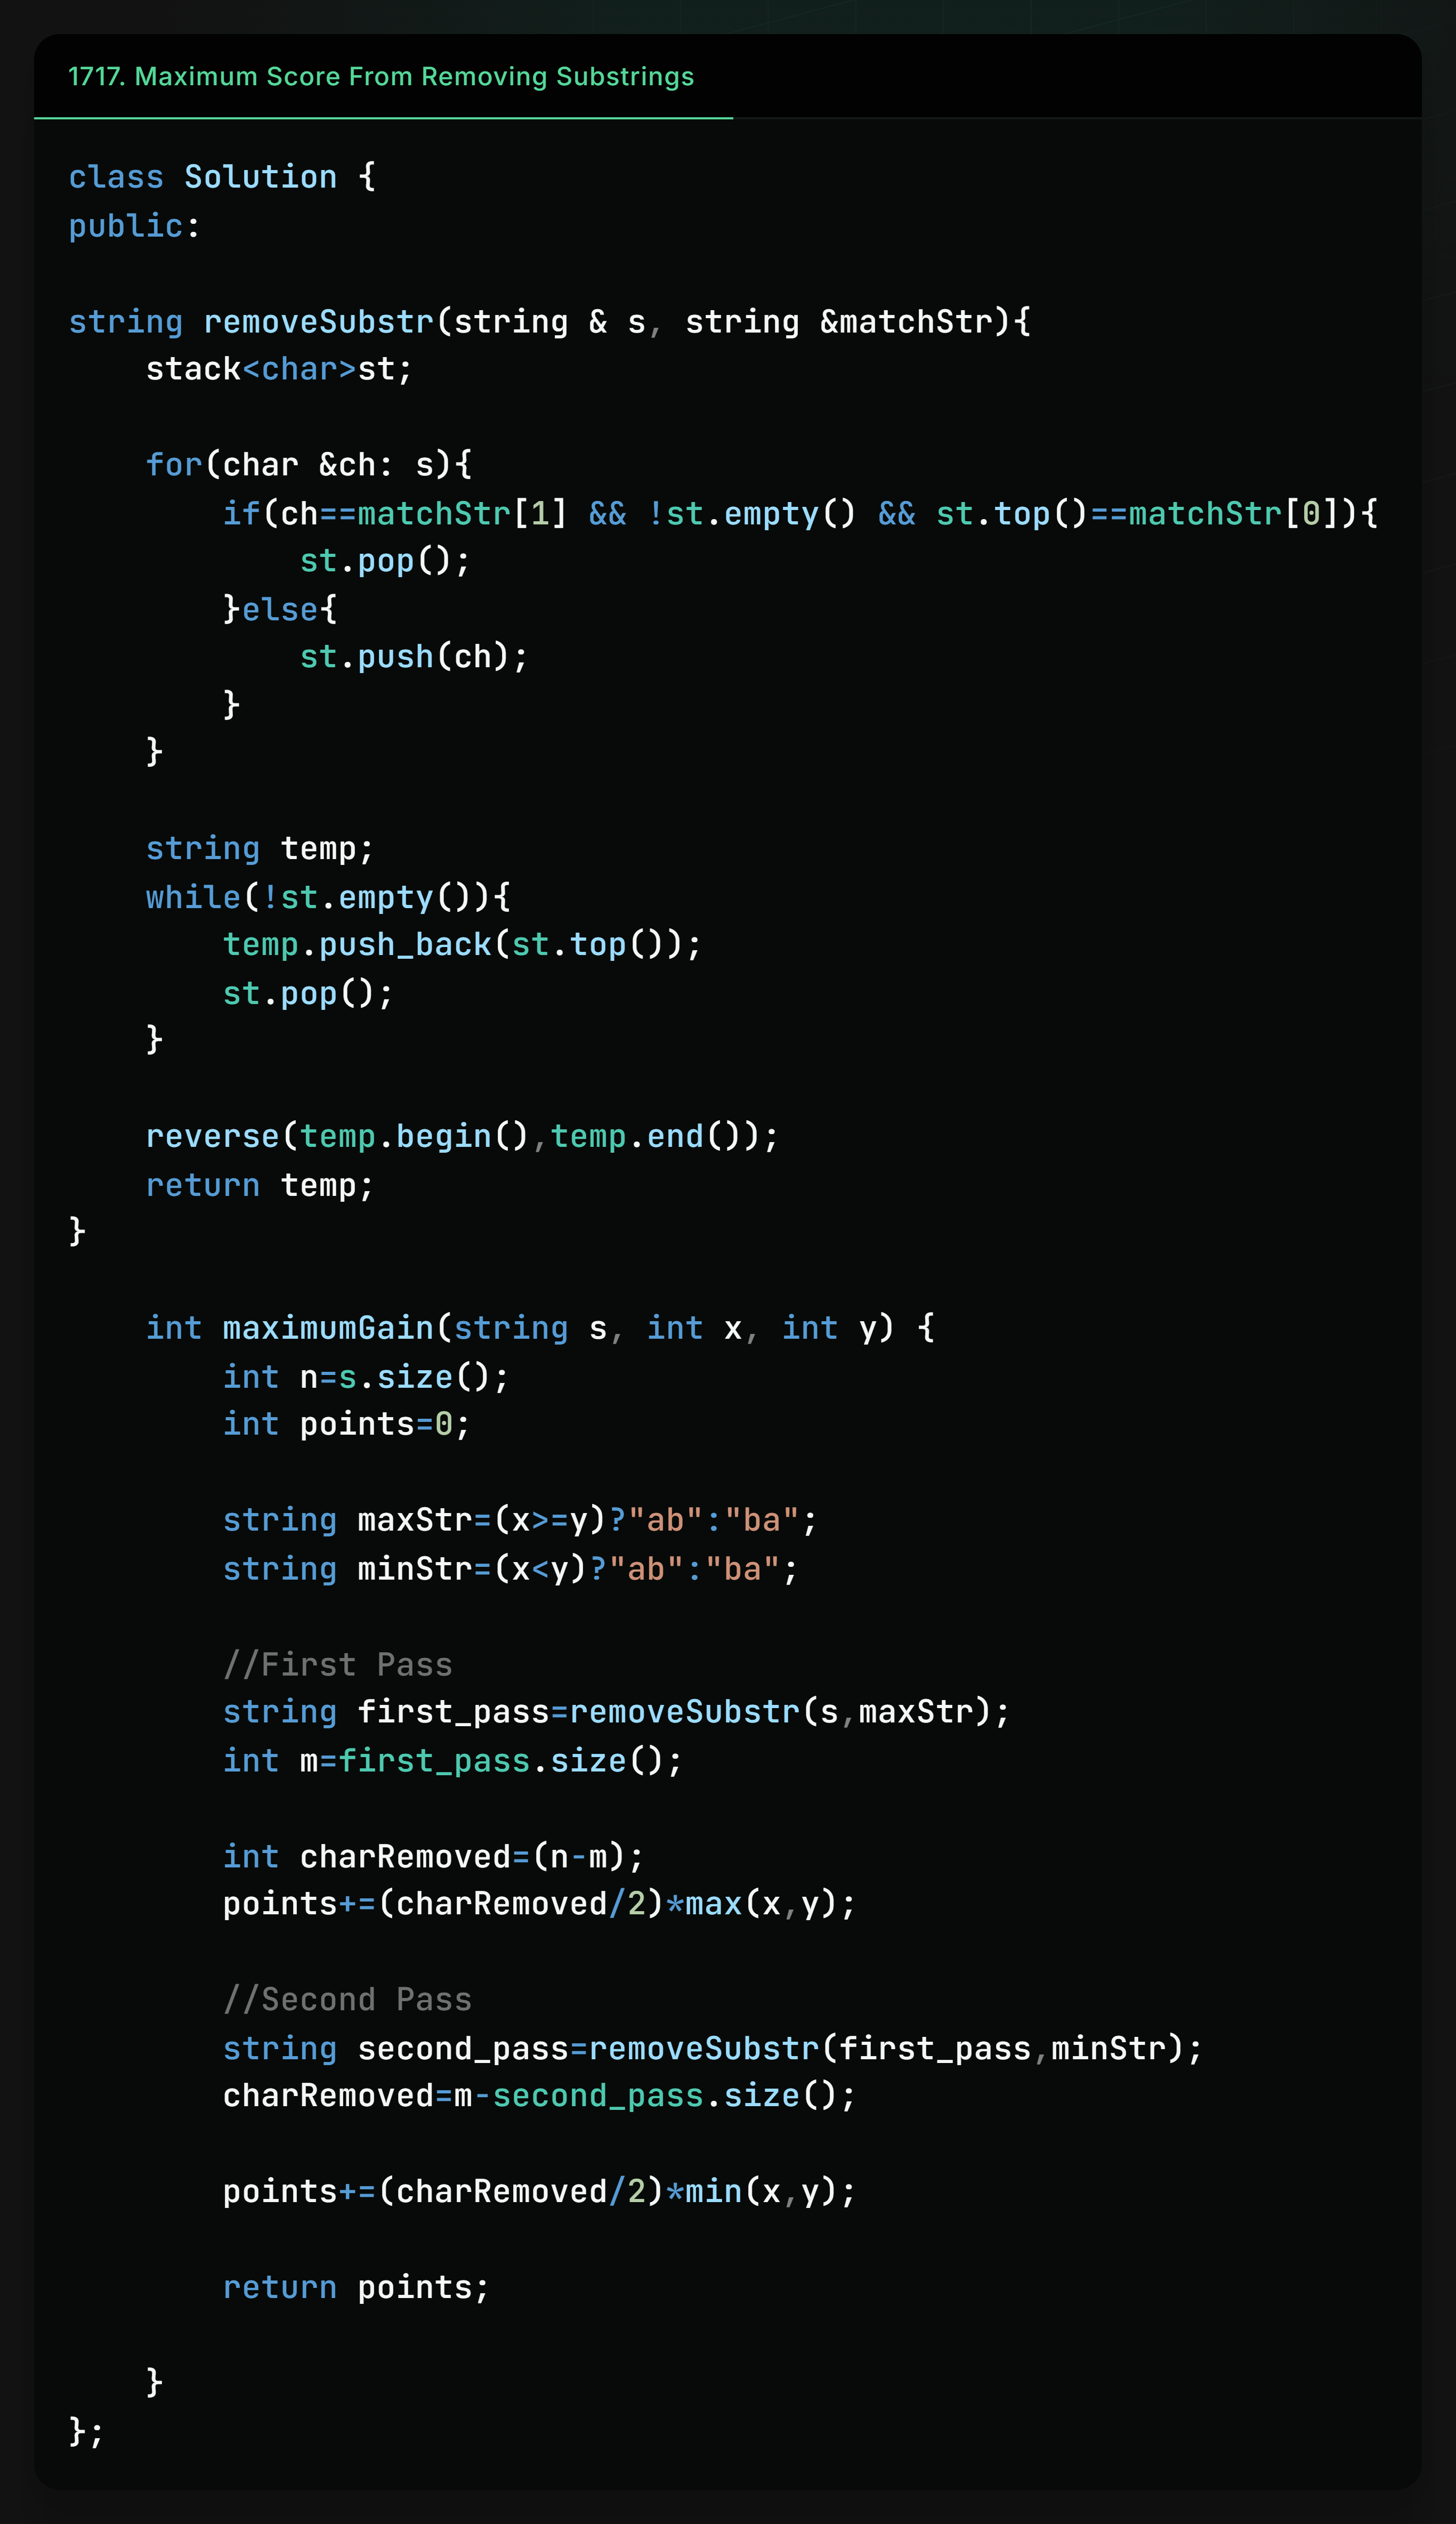 1717. Maximum Score From Removing Substrings
class Solution {
public:
string removeSubstr(string & s, string &matchStr){
    stack<char>st;
    for(char &ch: s){
        if(ch==matchStr[1] && !st.empty() && st.top()==matchStr[0]){
            st.pop();
        }else{
            st.push(ch);
        }
    }
    string temp;
    while(!st.empty()){
        temp.push_back(st.top());
        st.pop();
    }
    reverse(temp.begin(),temp.end());
    return temp;
}
    int maximumGain(string s, int x, int y) {
        int n=s.size();
        int points=0;
        string maxStr=(x>=y)?"ab":"ba";
        string minStr=(x<y)?"ab":"ba";
        //First Pass
        string first_pass=removeSubstr(s,maxStr);
        int m=first_pass.size();
        int charRemoved=(n-m);
        points+=(charRemoved/2)*max(x,y);
        //Second Pass
        string second_pass=removeSubstr(first_pass,minStr);
        charRemoved=m-second_pass.size();
        points+=(charRemoved/2)*min(x,y);
        return points;
    }
};